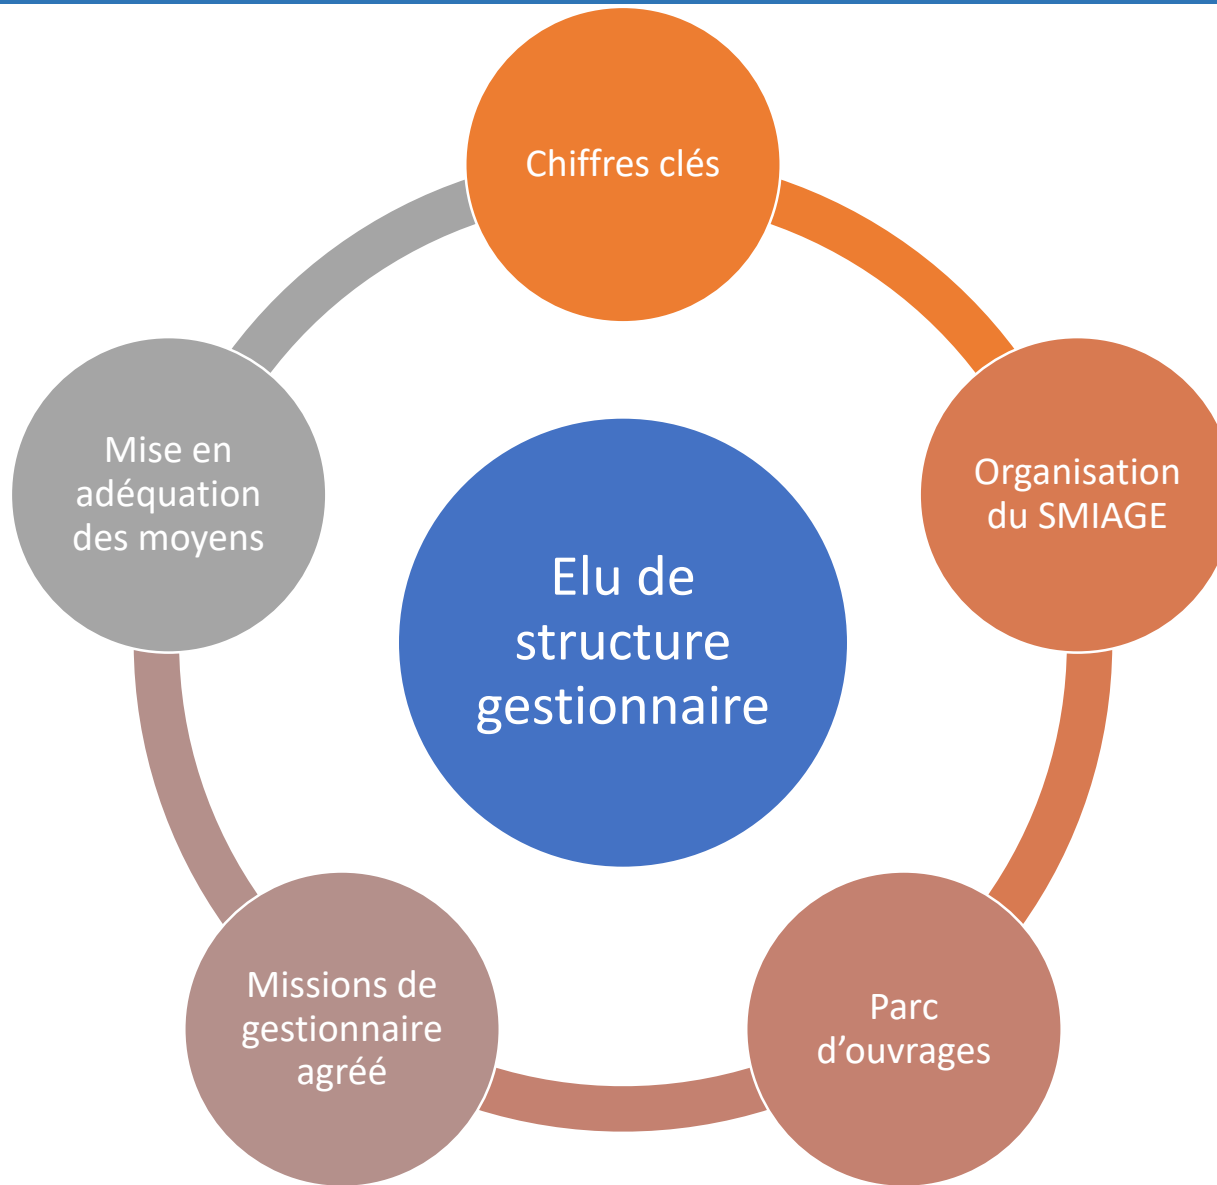 Chiffres clés
Organisation
du SMIAGE
Parc
d’ouvrages
Missions de
gestionnaire
agréé
Mise en
adéquation
des moyens
Elu de
structure
gestionnaire